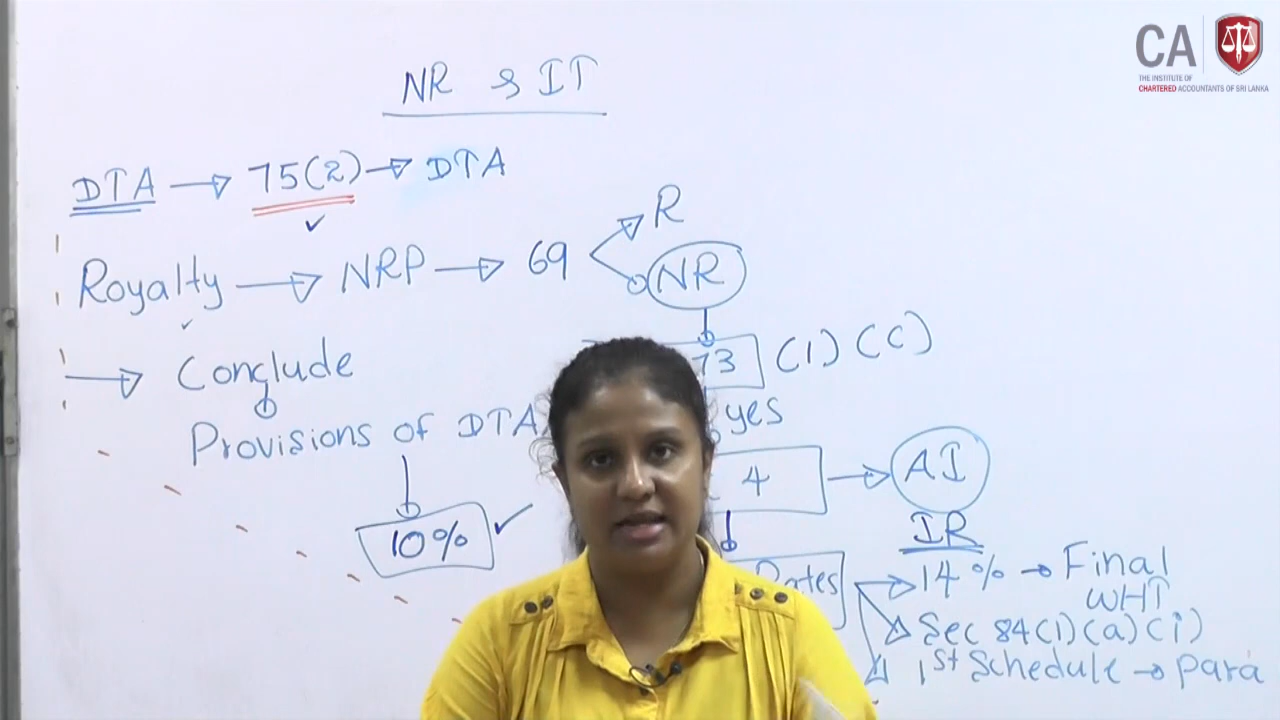 CA
THE INSTITUTE OF
CHARTERED ACCOUNTANTS OF SRI LANKA
NR & IT
DTA → 75(2) → DTA
✓
Royalty → NRP → 69
R
NR
✓
→ Conclude
73 (1) (c)
Provisions of DTA
yes
4 → AI
10% ✓
IR
Rates → 14% → Final
WHT
Sec 84(1)(a)(i)
1st Schedule → Para